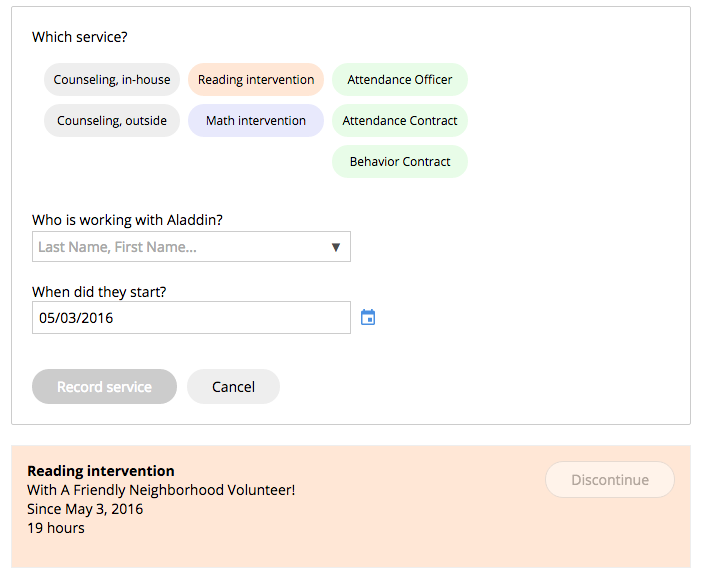 Which service?
Counseling, in-house
Reading intervention
Attendance Officer
Counseling, outside
Math intervention
Attendance Contract
Behavior Contract
Who is working with Aladdin?
Last Name, First Name...
When did they start?
05/03/2016
Record service
Cancel
Reading intervention
Discontinue
With A Friendly Neighborhood Volunteer!
Since May 3, 2016
19 hours